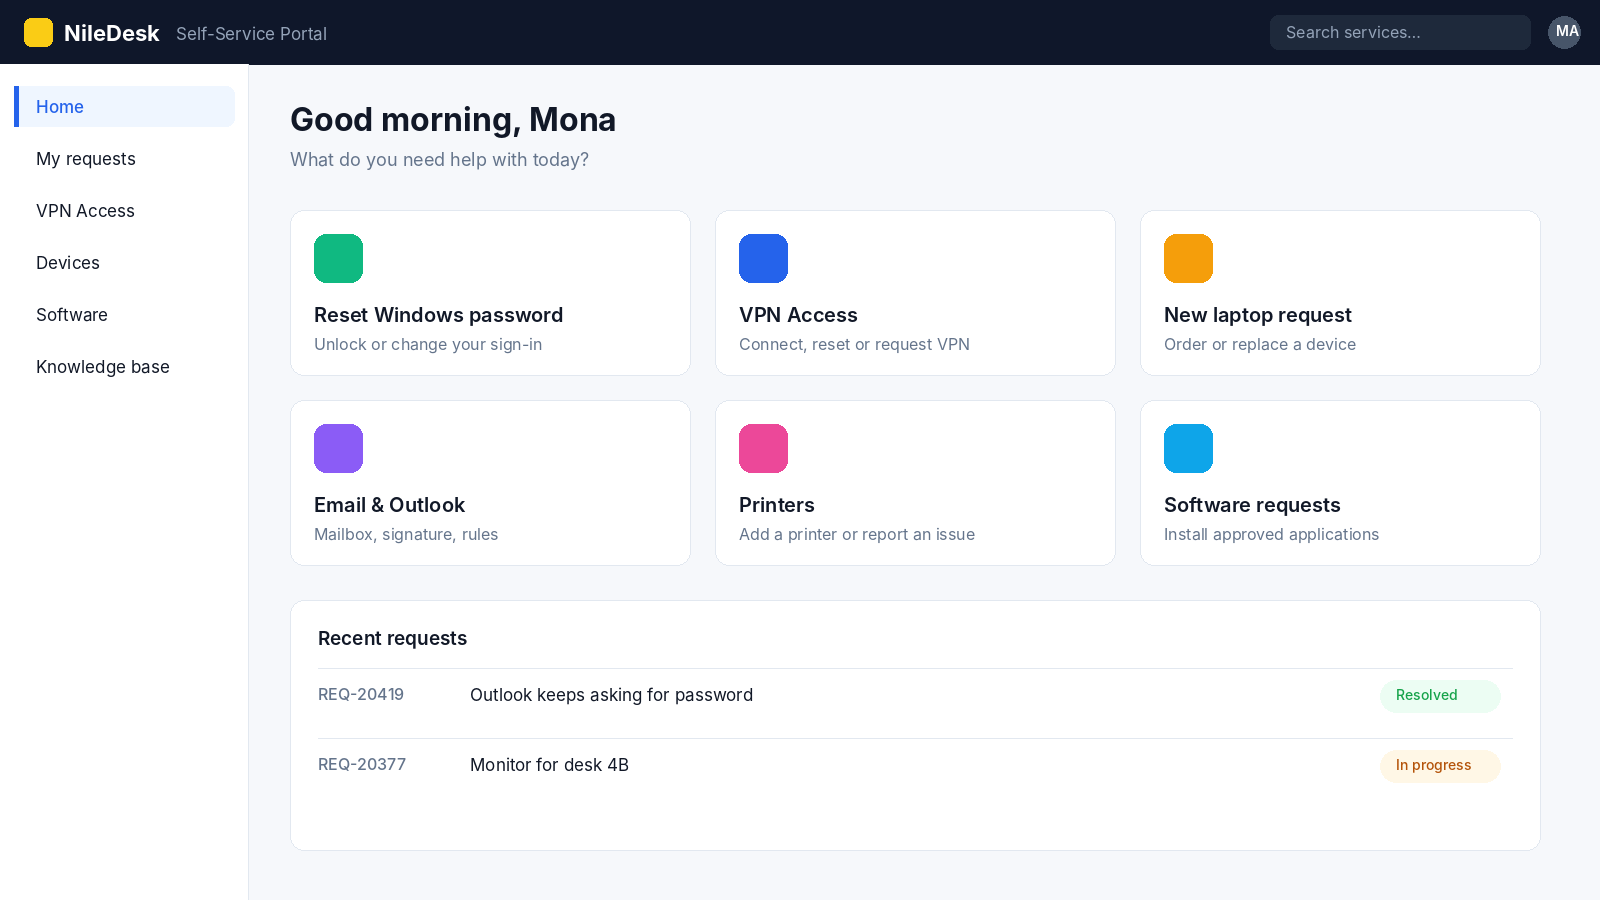 NileDesk Self-Service Portal
Search services...
MA
Home
My requests
VPN Access
Devices
Software
Knowledge base
Good morning, Mona
What do you need help with today?
Reset Windows password
Unlock or change your sign-in
VPN Access
Connect, reset or request VPN
New laptop request
Order or replace a device
Email & Outlook
Mailbox, signature, rules
Printers
Add a printer or report an issue
Software requests
Install approved applications
Recent requests
REQ-20419 Outlook keeps asking for password Resolved
REQ-20377 Monitor for desk 4B In progress